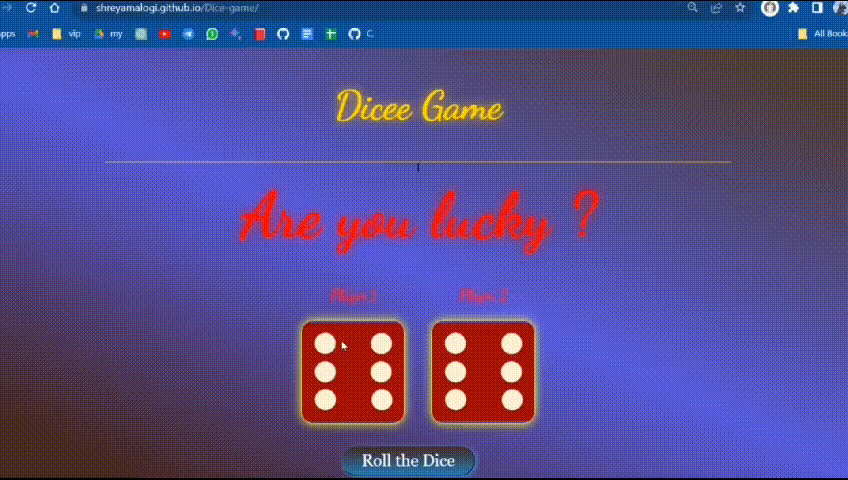 shreyamalogi.github.io/Dice-game/
apps vip my C. All Book
Dicee Game
Are you lucky ?
Player 1 Player 2
Roll the Dice